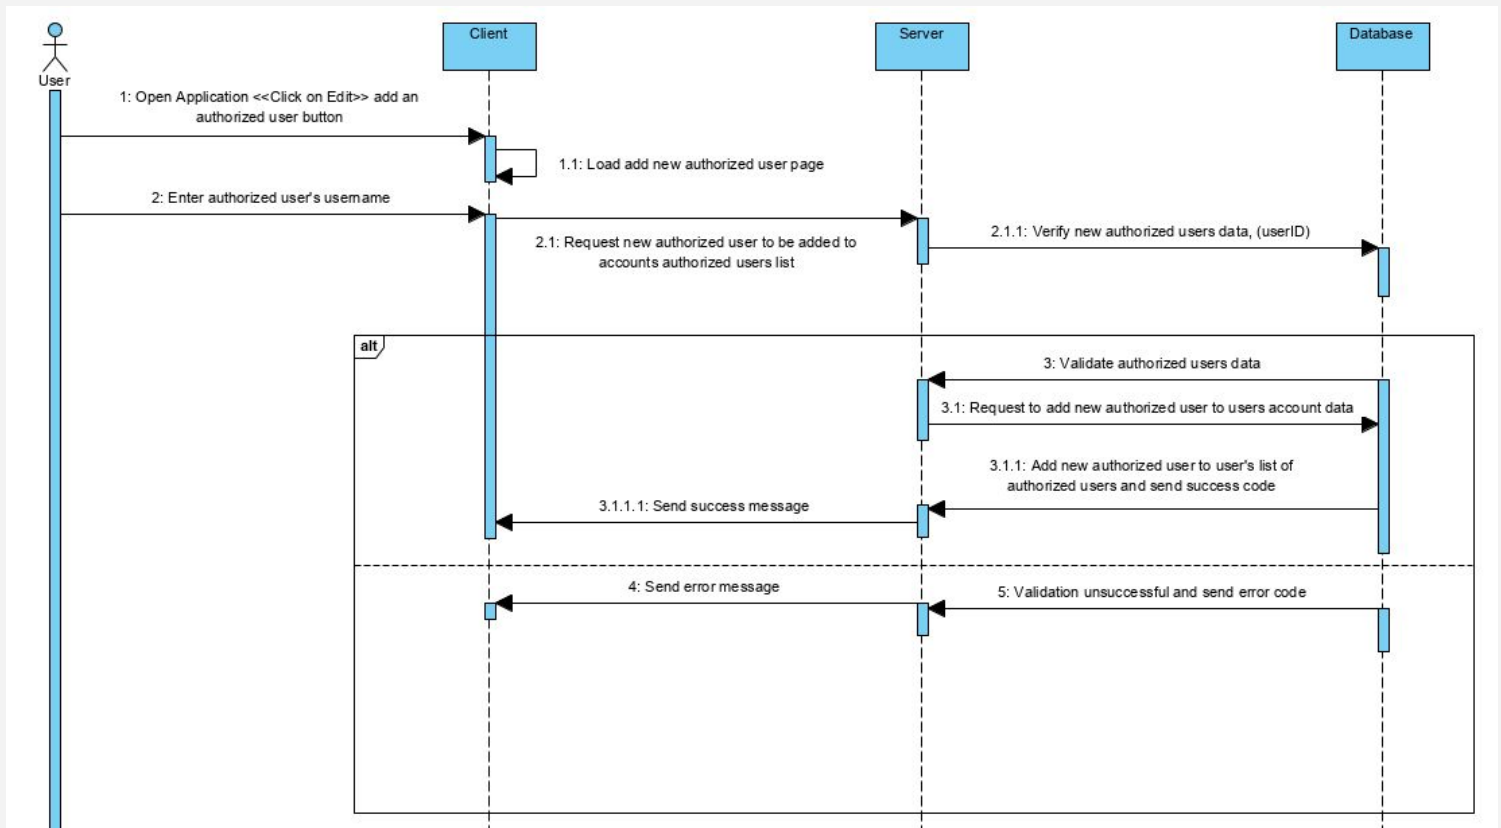 User
Client
Server
Database
1: Open Application <<Click on Edit>> add an
authorized user button
1.1: Load add new authorized user page
2: Enter authorized user's username
2.1: Request new authorized user to be added to
accounts authorized users list
2.1.1: Verify new authorized users data, (userID)
alt
3: Validate authorized users data
3.1: Request to add new authorized user to users account data
3.1.1: Add new authorized user to user's list of
authorized users and send success code
3.1.1.1: Send success message
4: Send error message
5: Validation unsuccessful and send error code